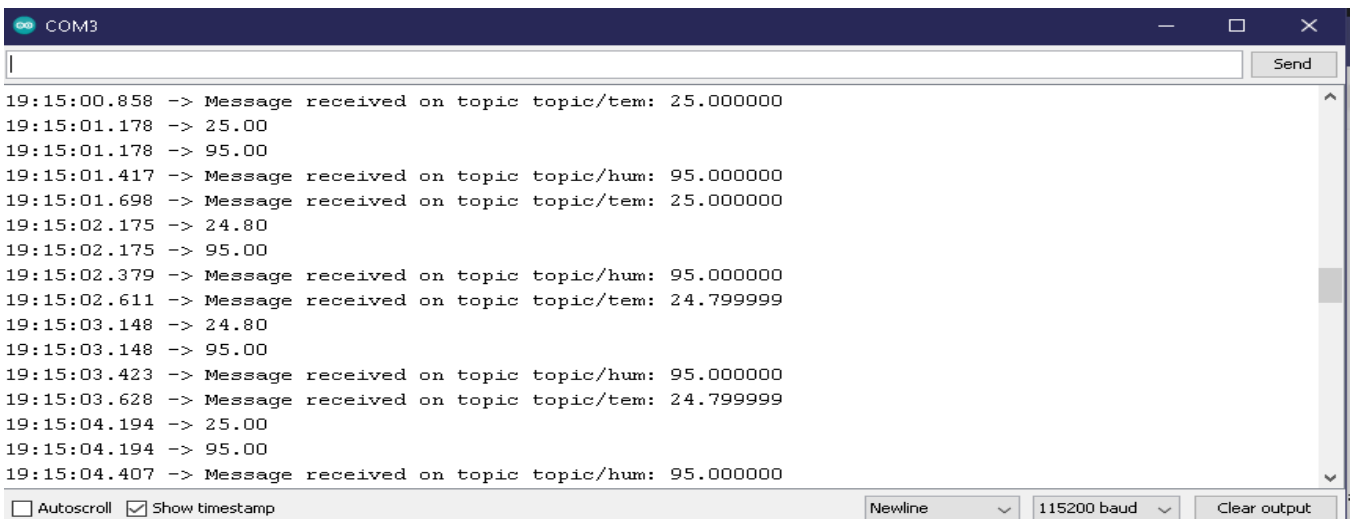 COM3
Send
19:15:00.858 -> Message received on topic topic/tem: 25.000000
19:15:01.178 -> 25.00
19:15:01.178 -> 95.00
19:15:01.417 -> Message received on topic topic/hum: 95.000000
19:15:01.698 -> Message received on topic topic/tem: 25.000000
19:15:02.175 -> 24.80
19:15:02.175 -> 95.00
19:15:02.379 -> Message received on topic topic/hum: 95.000000
19:15:02.611 -> Message received on topic topic/tem: 24.799999
19:15:03.148 -> 24.80
19:15:03.148 -> 95.00
19:15:03.423 -> Message received on topic topic/hum: 95.000000
19:15:03.628 -> Message received on topic topic/tem: 24.799999
19:15:04.194 -> 25.00
19:15:04.194 -> 95.00
19:15:04.407 -> Message received on topic topic/hum: 95.000000
Autoscroll Show timestamp Newline 115200 baud Clear output